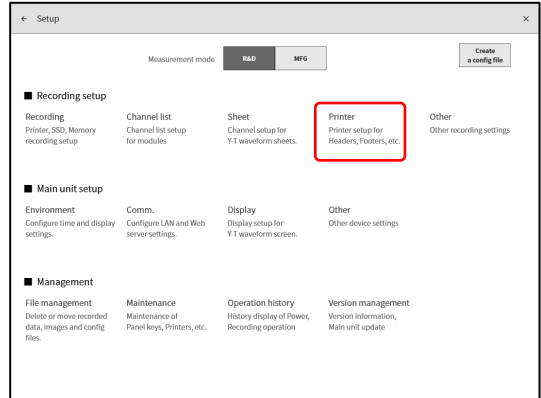 ← Setup ×
Measurement mode R&D MFG
Create
a config file
■ Recording setup
Recording
Printer, SSD, Memory
recording setup
Channel list
Channel list setup
for modules
Sheet
Channel setup for
Y-T waveform sheets.
Printer
Printer setup for
Headers, Footers, etc.
Other
Other recording settings
■ Main unit setup
Environment
Configure time and display
settings.
Comm.
Configure LAN and Web
server settings.
Display
Display setup for
Y-T waveform screen.
Other
Other device settings
■ Management
File management
Delete or move recorded
data, images and config
files.
Maintenance
Maintenance of
Panel keys, Printers, etc.
Operation history
History display of Power,
Recording operation
Version management
Version information,
Main unit update